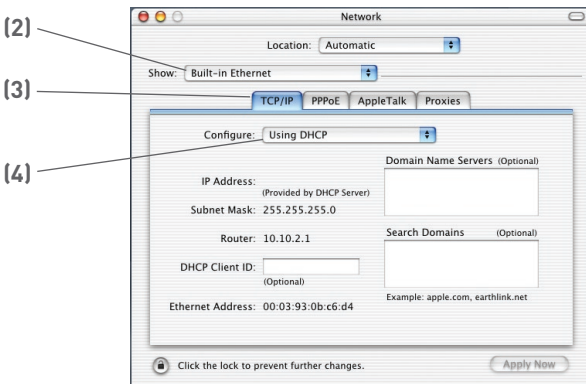 Network
(2)
Location: Automatic
Show: Built-in Ethernet
(3)
TCP/IP PPPoE AppleTalk Proxies
(4)
Configure: Using DHCP
Domain Name Servers (Optional)
IP Address:
(Provided by DHCP Server)
Subnet Mask: 255.255.255.0
Router: 10.10.2.1
Search Domains (Optional)
DHCP Client ID:
(Optional)
Example: apple.com, earthlink.net
Ethernet Address: 00:03:93:0b:c6:d4
Click the lock to prevent further changes.
Apply Now